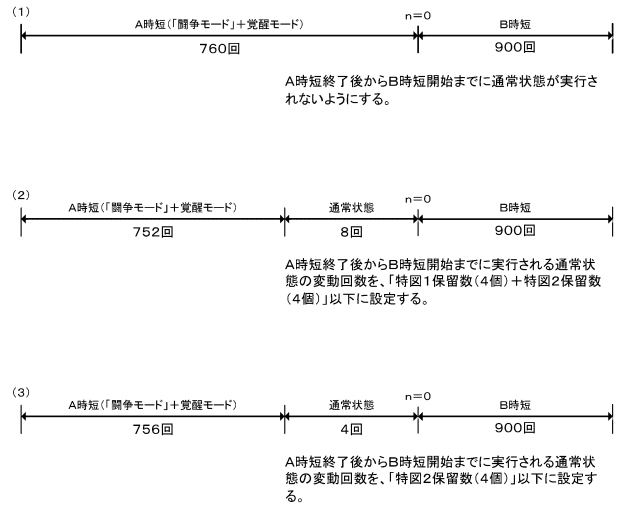 (1)
A時短(「闘争モード」+覚醒モード) n=0 B時短
760回 900回
A時短終了後からB時短開始までに通常状態が実行さ
れないようにする。
(2)
A時短(「闘争モード」+覚醒モード) 通常状態 n=0 B時短
752回 8回 900回
A時短終了後からB時短開始までに実行される通常状
態の変動回数を、「特図1保留数(4個)+特図2保留数
(4個)」以下に設定する。
(3)
A時短(「闘争モード」+覚醒モード) 通常状態 n=0 B時短
756回 4回 900回
A時短終了後からB時短開始までに実行される通常状
態の変動回数を、「特図2保留数(4個)」以下に設定す
る。